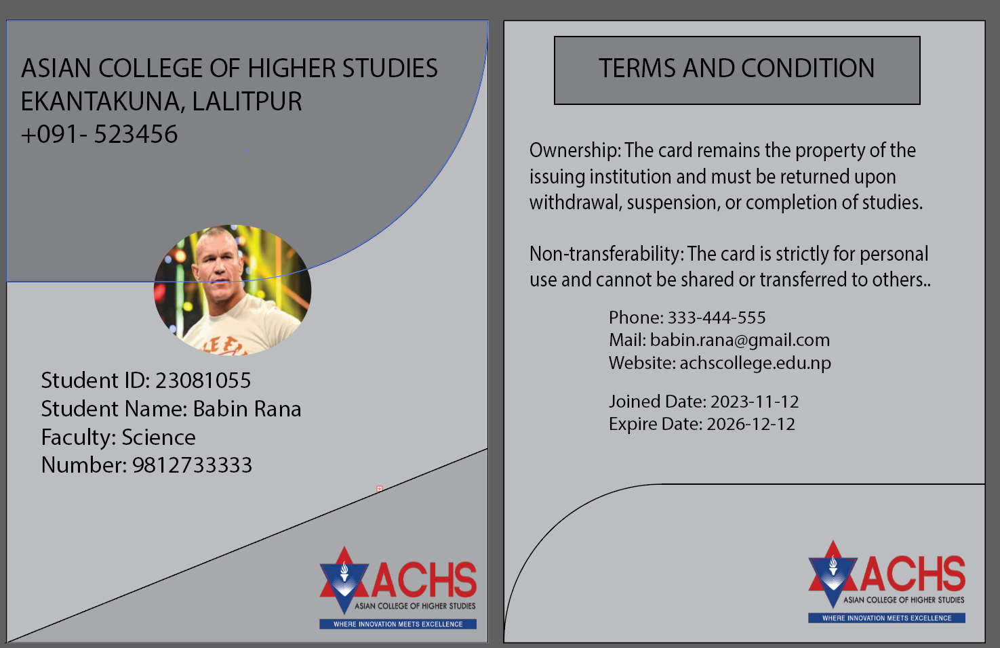 ASIAN COLLEGE OF HIGHER STUDIES
EKANTAKUNA, LALITPUR
+091- 523456
Student ID: 23081055
Student Name: Babin Rana
Faculty: Science
Number: 9812733333
ACHS
ASIAN COLLEGE OF HIGHER STUDIES
WHERE INNOVATION MEETS EXCELLENCE
TERMS AND CONDITION
Ownership: The card remains the property of the
issuing institution and must be returned upon
withdrawal, suspension, or completion of studies.
Non-transferability: The card is strictly for personal
use and cannot be shared or transferred to others..
Phone: 333-444-555
Mail: babin.rana@gmail.com
Website: achscollege.edu.np
Joined Date: 2023-11-12
Expire Date: 2026-12-12
ACHS
ASIAN COLLEGE OF HIGHER STUDIES
WHERE INNOVATION MEETS EXCELLENCE